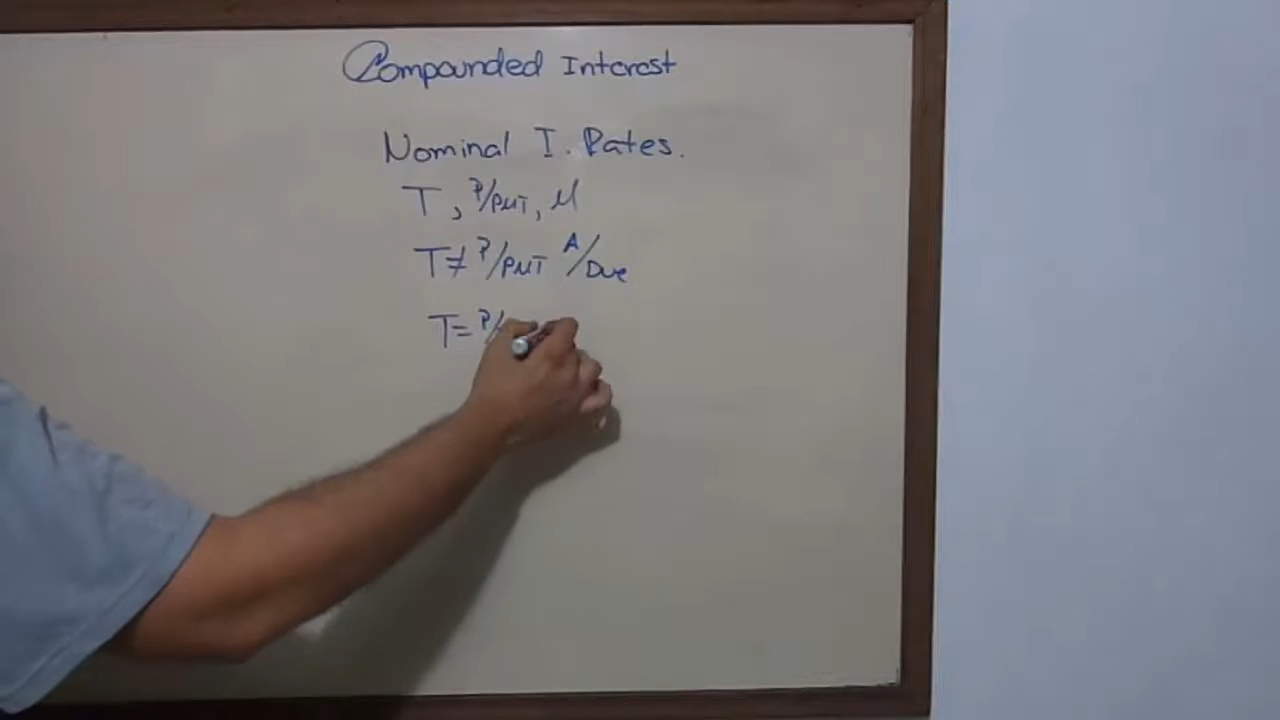 Compounded Interest
Nominal I. Rates.
T, P/PMT, M
T≠ P/PMT A/Due
T= P/